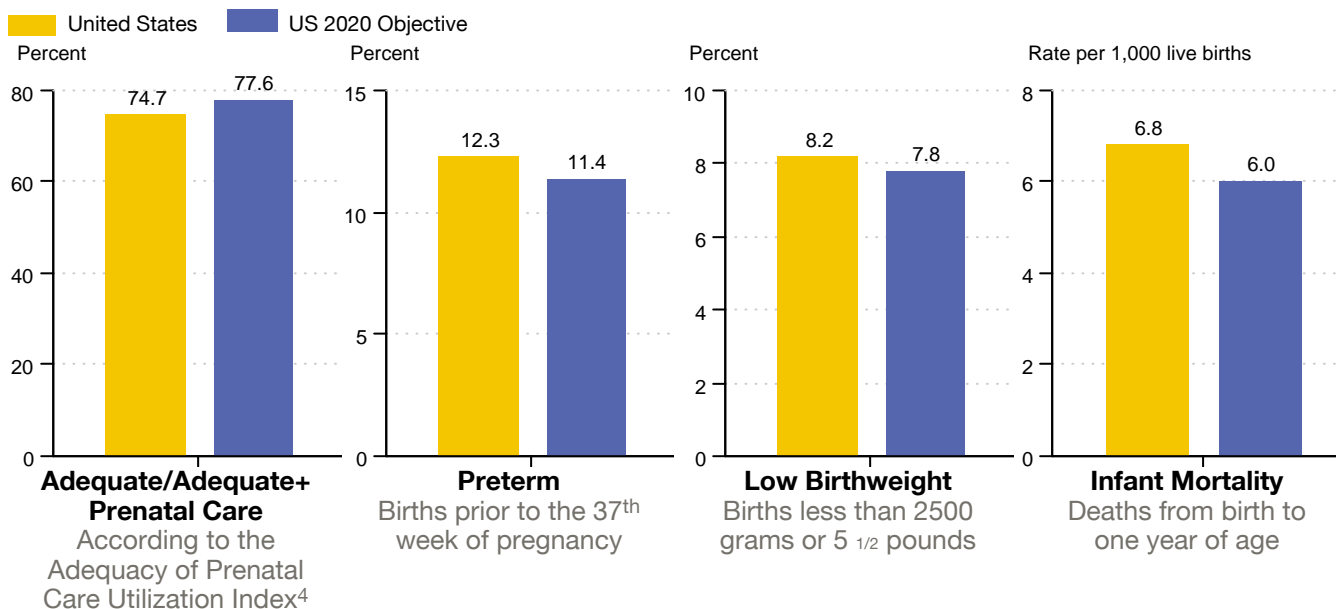 United States
US 2020 Objective
Percent
80
60
40
20
0
74.7
77.6
Adequate/Adequate+
Prenatal Care
According to the
Adequacy of Prenatal
Care Utilization Index4
Percent
15
10
5
0
12.3
11.4
Preterm
Births prior to the 37th
week of pregnancy
Percent
10
8
6
4
2
0
8.2
7.8
Low Birthweight
Births less than 2500
grams or 5 1/2 pounds
Rate per 1,000 live births
8
6
4
2
0
6.8
6.0
Infant Mortality
Deaths from birth to
one year of age